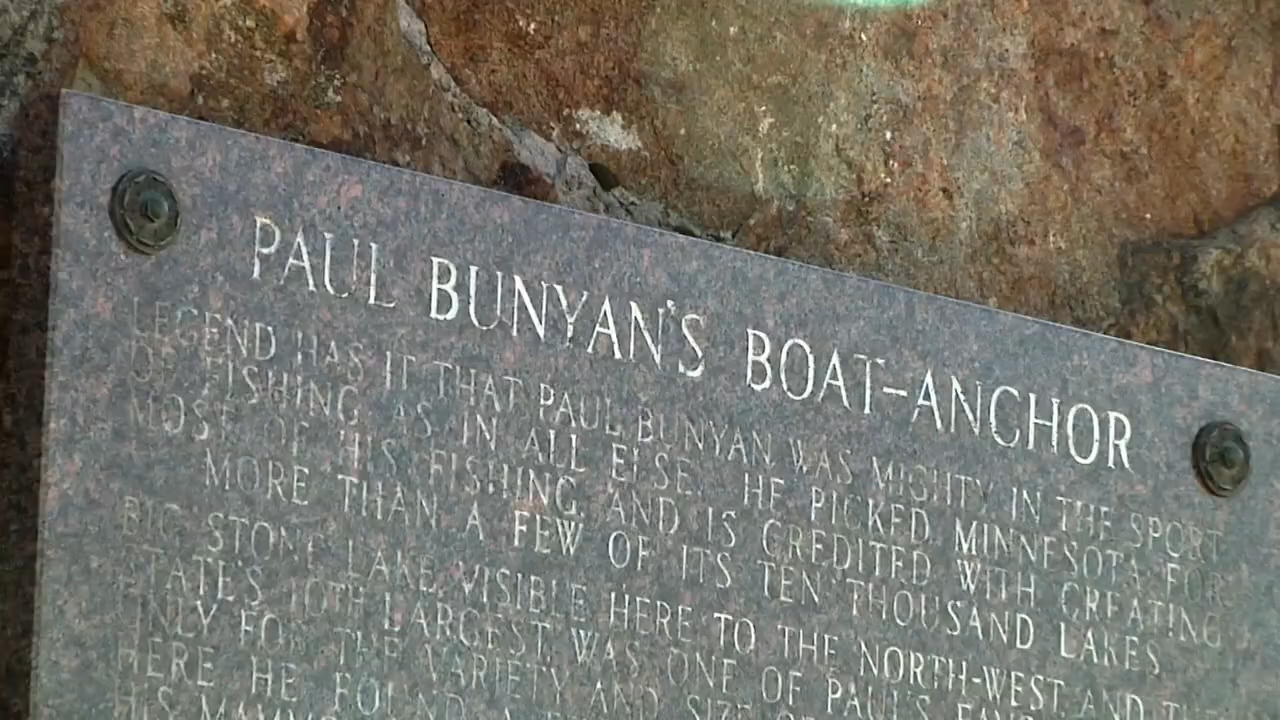 PAUL BUNYAN'S BOAT-ANCHOR
LEGEND HAS IT THAT PAUL BUNYAN WAS MIGHTY IN THE SPORT
OF FISHING AS IN ALL ELSE. HE PICKED MINNESOTA FOR
MOST OF HIS FISHING AND IS CREDITED WITH CREATING
MORE THAN A FEW OF ITS TEN THOUSAND LAKES
BIG STONE LAKE VISIBLE HERE TO THE NORTH-WEST AND THE
STATE'S 10TH LARGEST WAS ONE OF PAUL'S
FOR THE VARIETY AND SIZE OF
HERE HE FOUND A
HIS